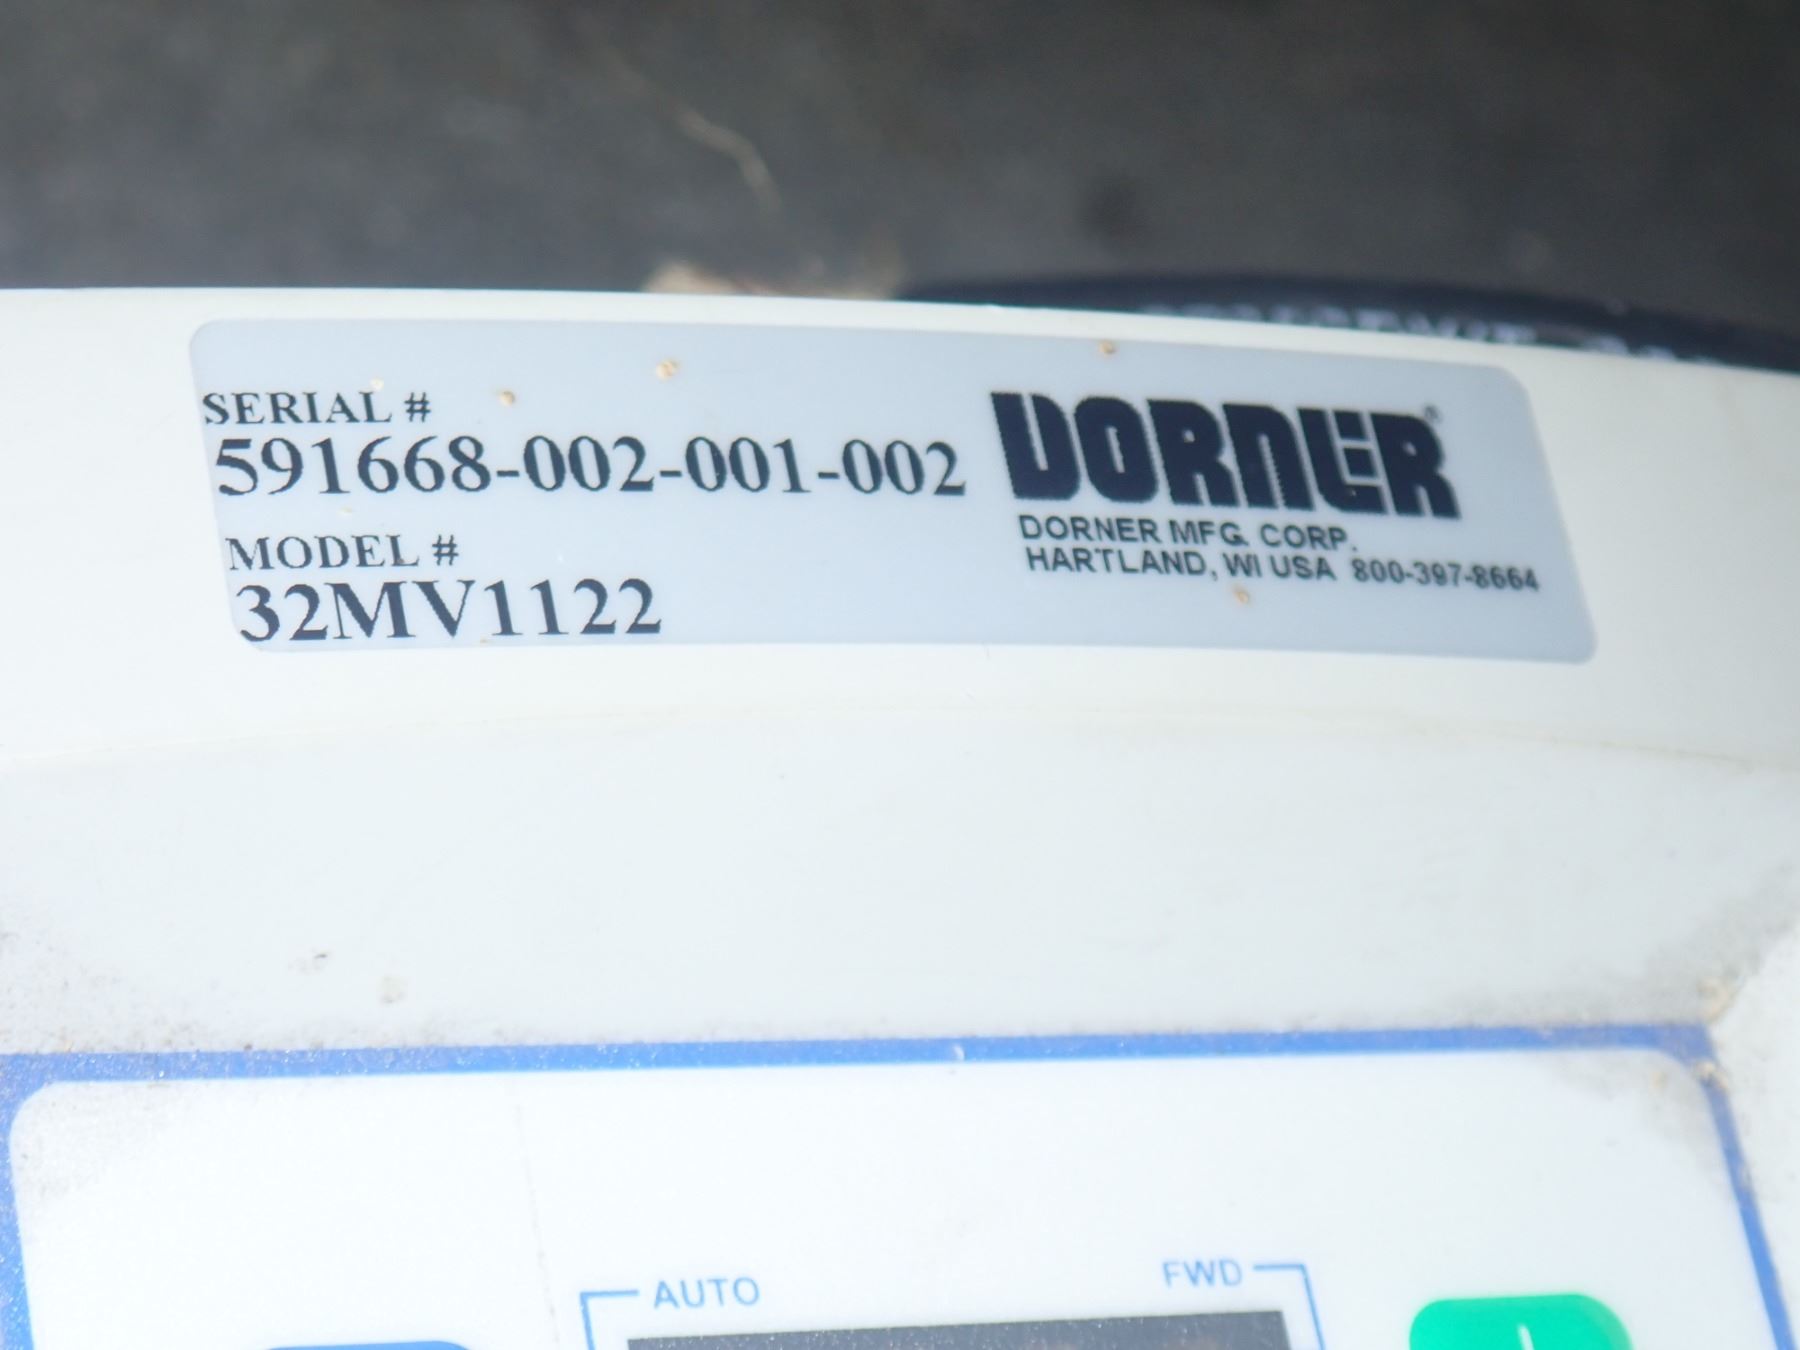 SERIAL #
591668-002-001-002
MODEL #
32MV1122
DORNER®
DORNER MFG. CORP.
HARTLAND, WI USA 800-397-8664
AUTO
FWD